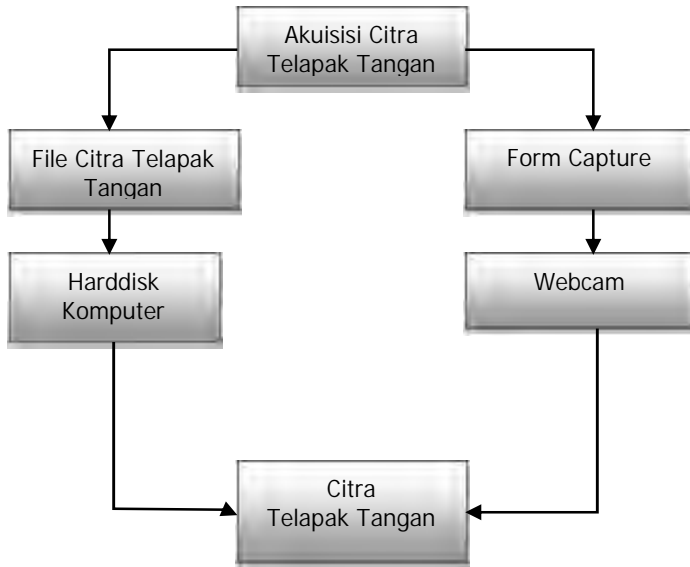 Akuisisi Citra
Telapak Tangan
File Citra Telapak
Tangan
Form Capture
Harddisk
Komputer
Webcam
Citra
Telapak Tangan